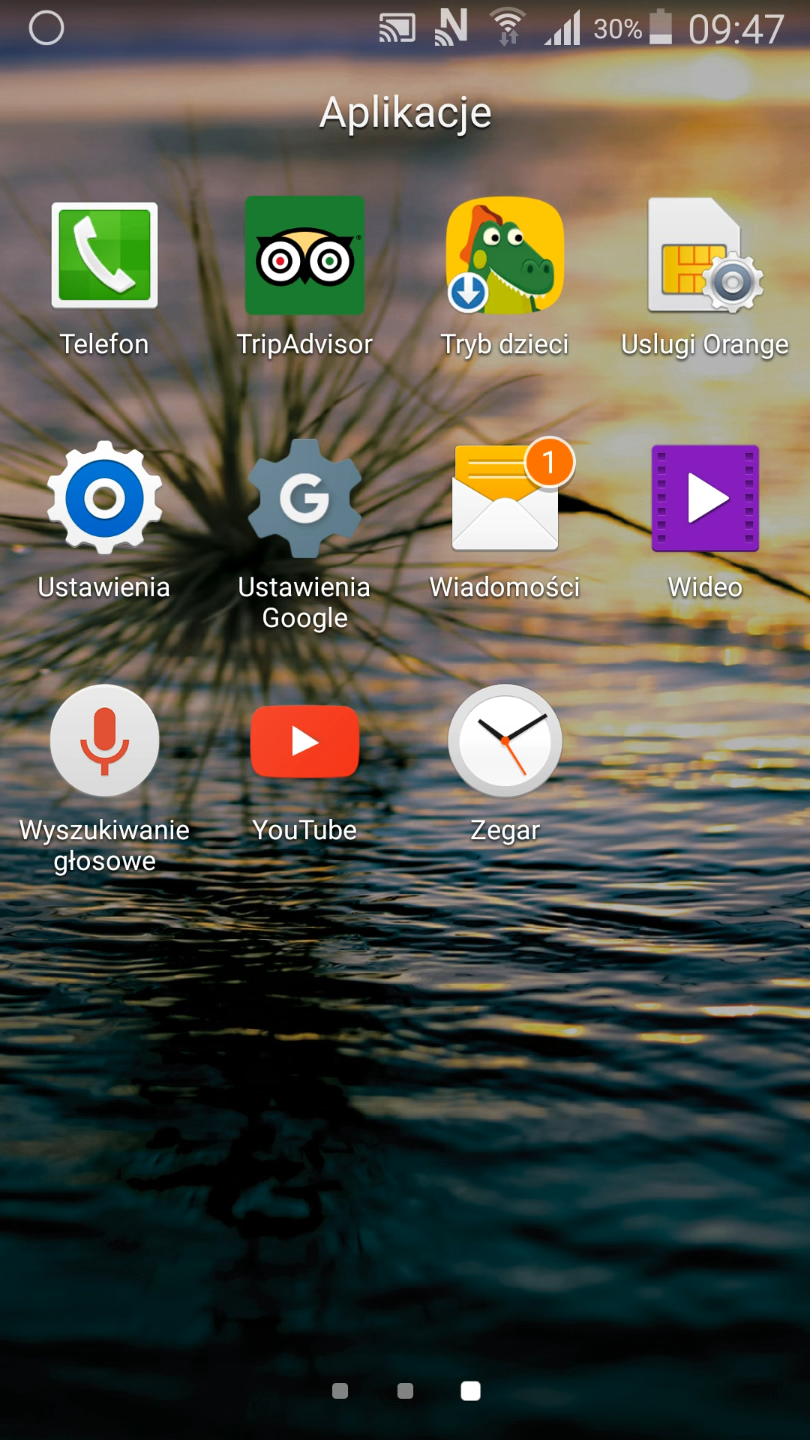 30% 09:47
Aplikacje
Telefon TripAdvisor Tryb dzieci Uslugi Orange
1
Ustawienia Ustawienia Google Wiadomości Wideo
Wyszukiwanie głosowe YouTube Zegar